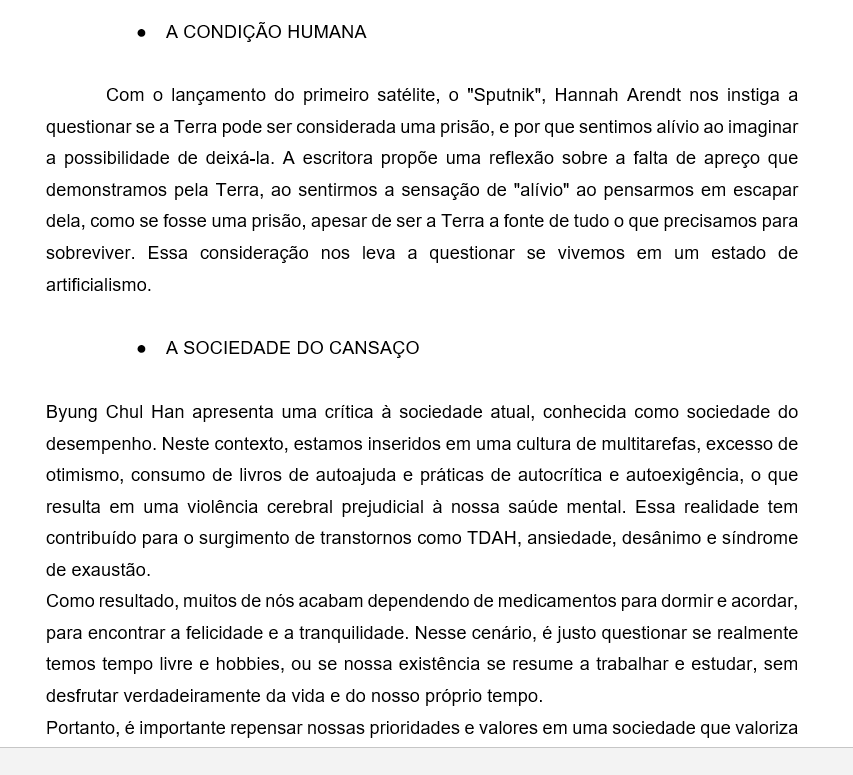 ● A CONDIÇÃO HUMANA
Com o lançamento do primeiro satélite, o "Sputnik", Hannah Arendt nos instiga a
questionar se a Terra pode ser considerada uma prisão, e por que sentimos alívio ao imaginar
a possibilidade de deixá-la. A escritora propõe uma reflexão sobre a falta de apreço que
demonstramos pela Terra, ao sentirmos a sensação de "alívio" ao pensarmos em escapar
dela, como se fosse uma prisão, apesar de ser a Terra a fonte de tudo o que precisamos para
sobreviver. Essa consideração nos leva a questionar se vivemos em um estado de
artificialismo.
● A SOCIEDADE DO CANSAÇO
Byung Chul Han apresenta uma crítica à sociedade atual, conhecida como sociedade do
desempenho. Neste contexto, estamos inseridos em uma cultura de multitarefas, excesso de
otimismo, consumo de livros de autoajuda e práticas de autocrítica e autoexigência, o que
resulta em uma violência cerebral prejudicial à nossa saúde mental. Essa realidade tem
contribuído para o surgimento de transtornos como TDAH, ansiedade, desânimo e síndrome
de exaustão.
Como resultado, muitos de nós acabam dependendo de medicamentos para dormir e acordar,
para encontrar a felicidade e a tranquilidade. Nesse cenário, é justo questionar se realmente
temos tempo livre e hobbies, ou se nossa existência se resume a trabalhar e estudar, sem
desfrutar verdadeiramente da vida e do nosso próprio tempo.
Portanto, é importante repensar nossas prioridades e valores em uma sociedade que valoriza